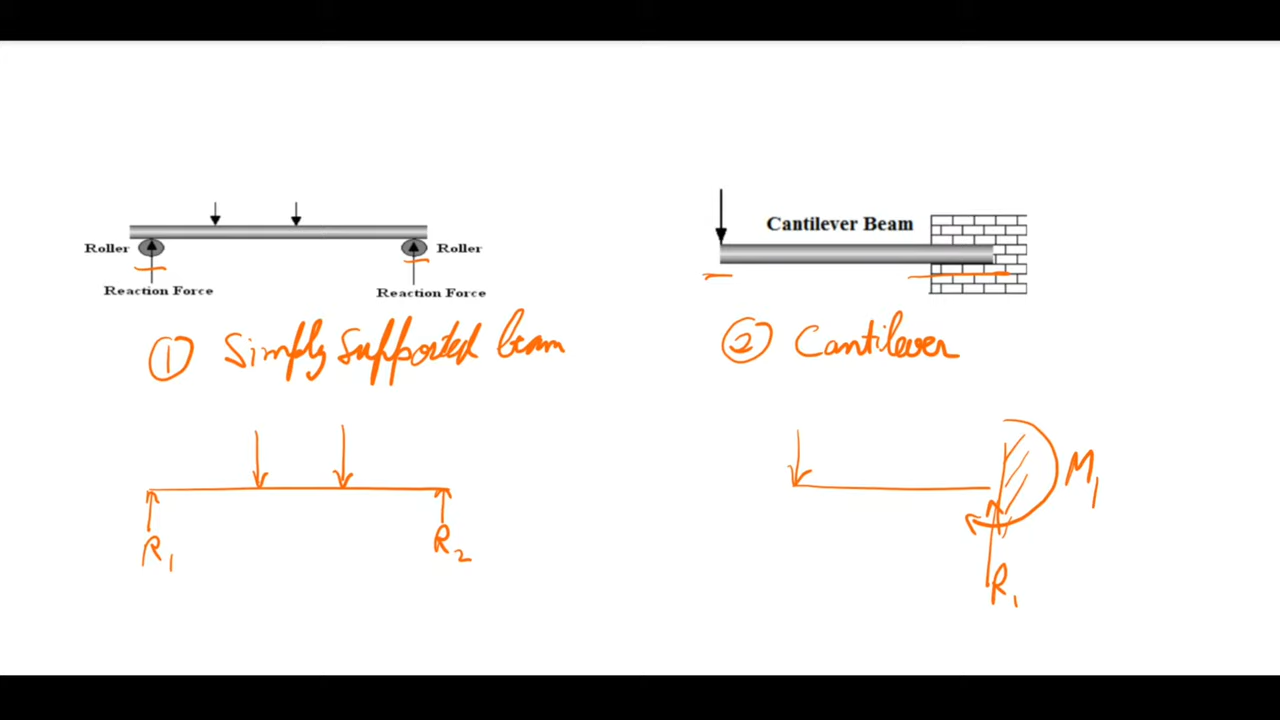 Cantilever Beam
Roller
Roller
Reaction Force
Reaction Force
① Simply supported beam
② Cantilever
M1
R1
R2
R1